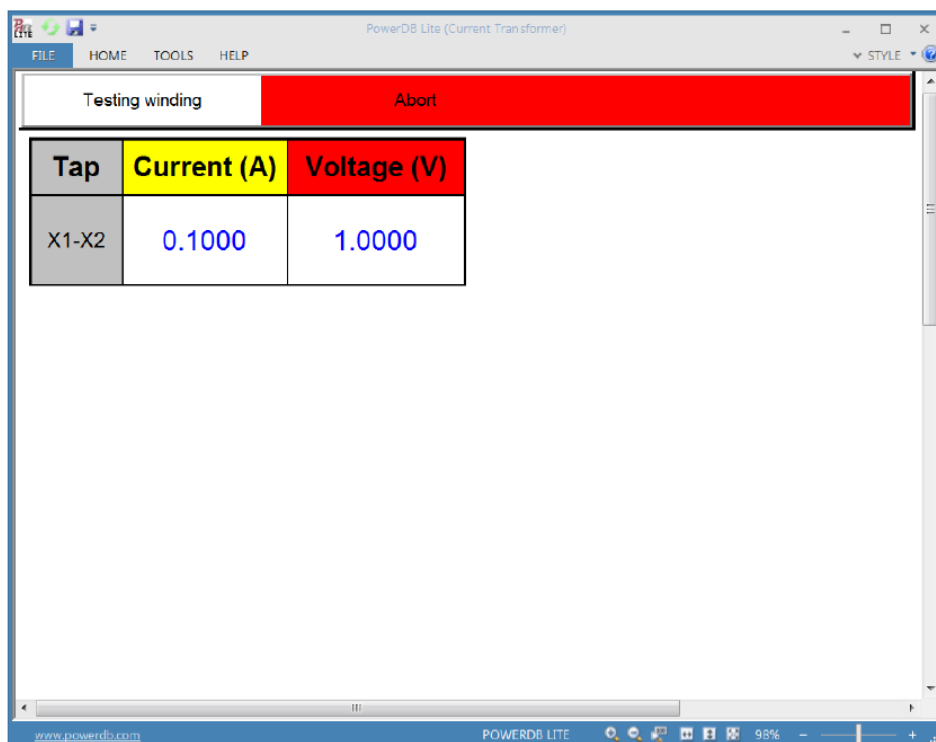 PowerDB Lite (Current Transformer)
FILE HOME TOOLS HELP
STYLE
Testing winding Abort
Tap Current (A) Voltage (V)
X1-X2 0.1000 1.0000
www.powerdb.com POWERDB LITE 98%